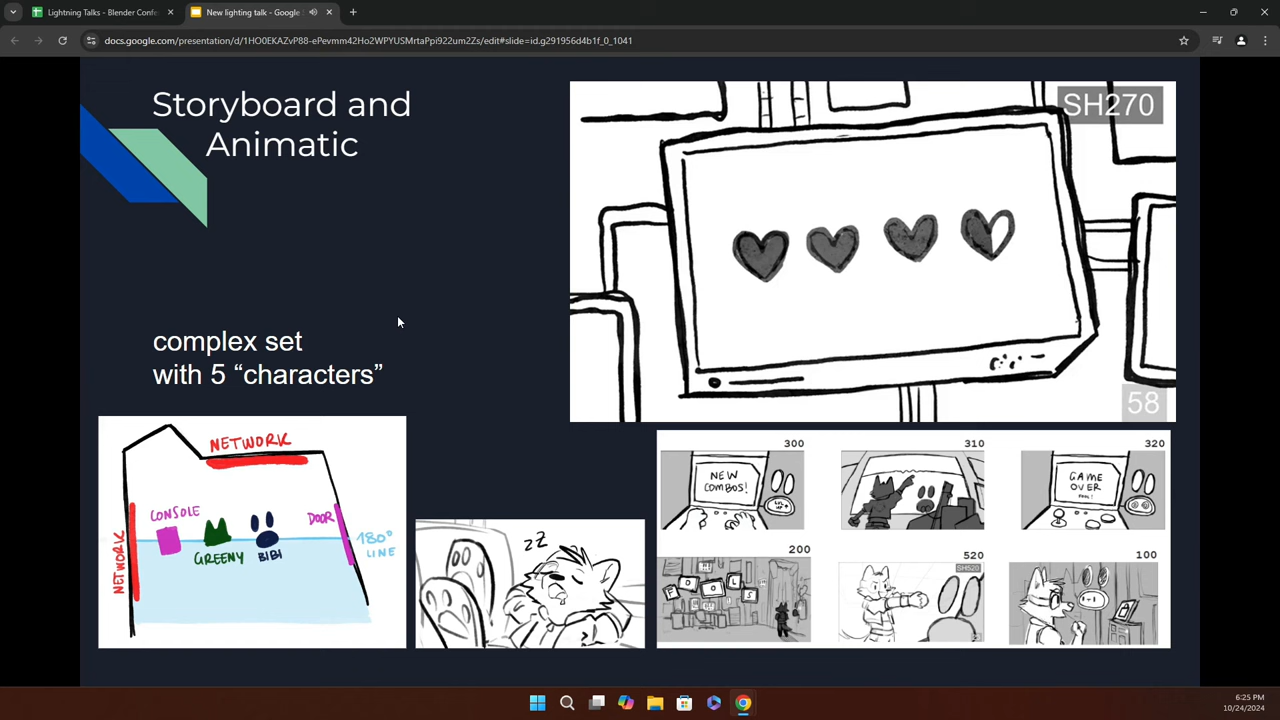 Lightning Talks - Blender Confe
New lighting talk - Google S
docs.google.com/presentation/d/1HO0EKAZvP88-ePevmm42Ho2WPYUSMrtaPpi922um2Zs/edit#slide=id.g291956d4b1f_0_1041
Storyboard and
Animatic
SH270
58
complex set
with 5 “characters”
NETWORK
NETWORK
CONSOLE
GREENY
BIBI
DOOR
180°
LINE
zZ
300
310
320
NEW
COMBOS!
GAME
OVER
200
520
100
FOOLS
SH520
6:25 PM
10/24/2024